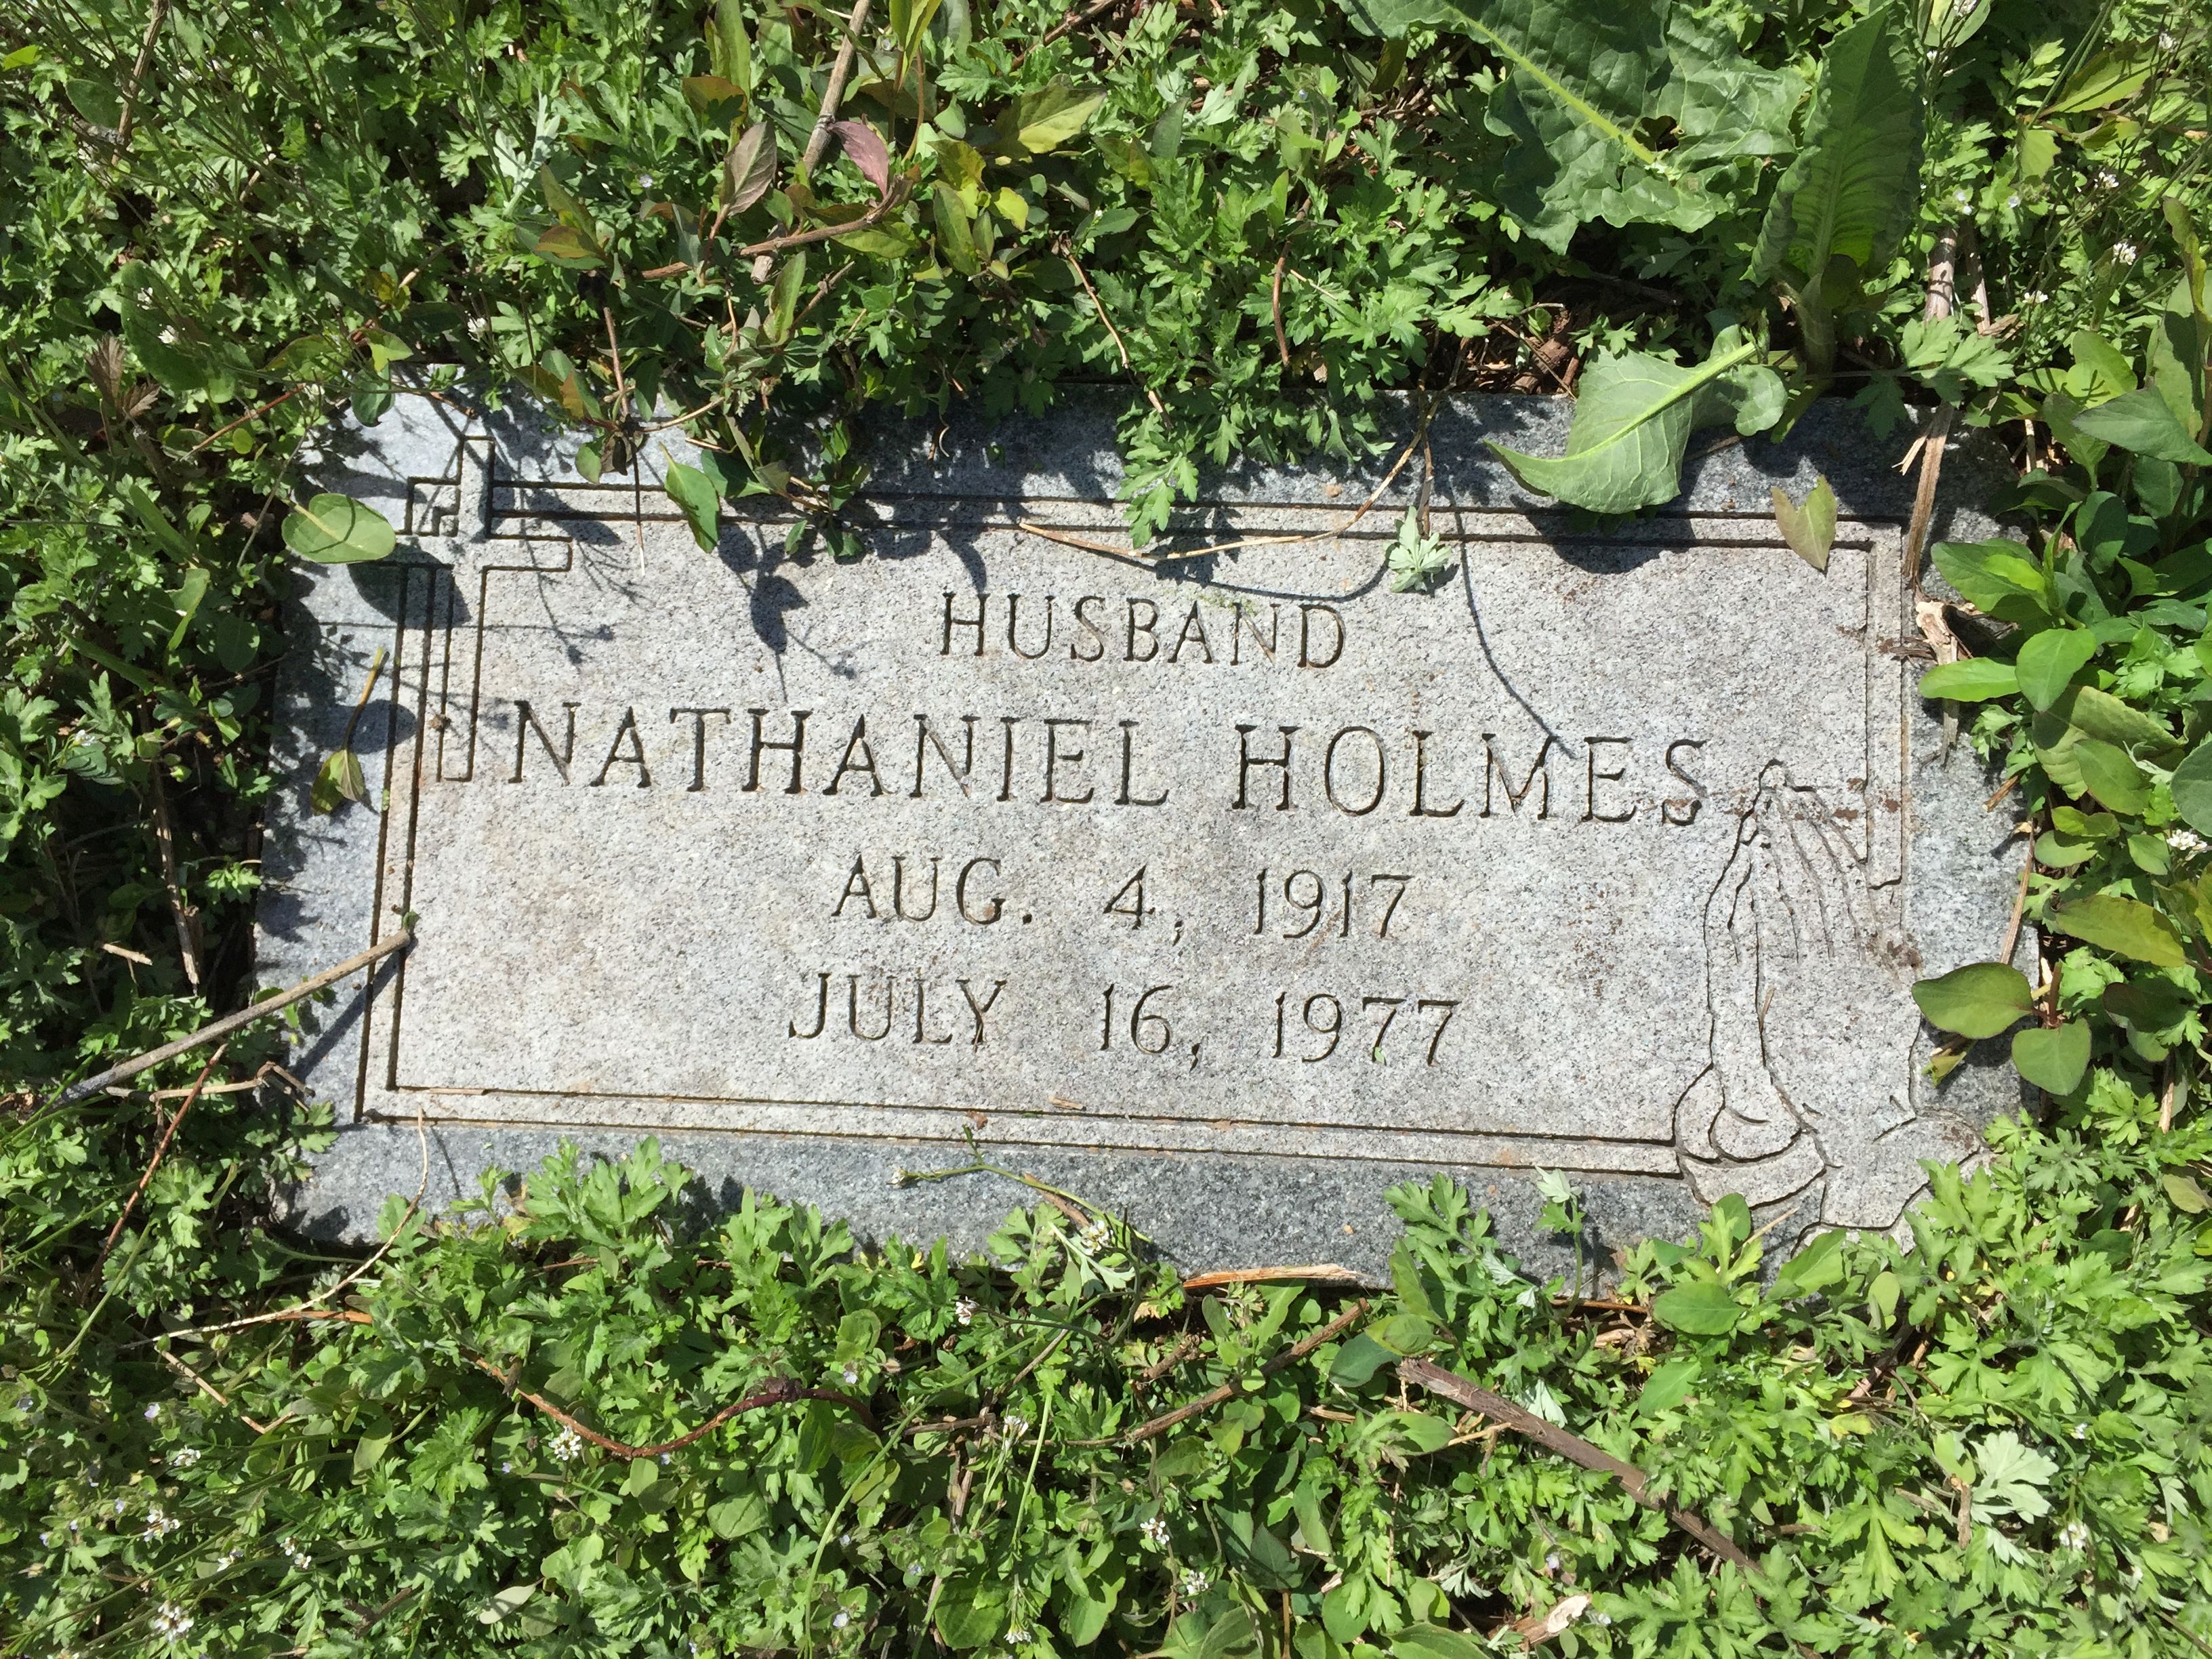 HUSBAND
NATHANIEL HOLMES
AUG. 4, 1917
JULY 16, 1977